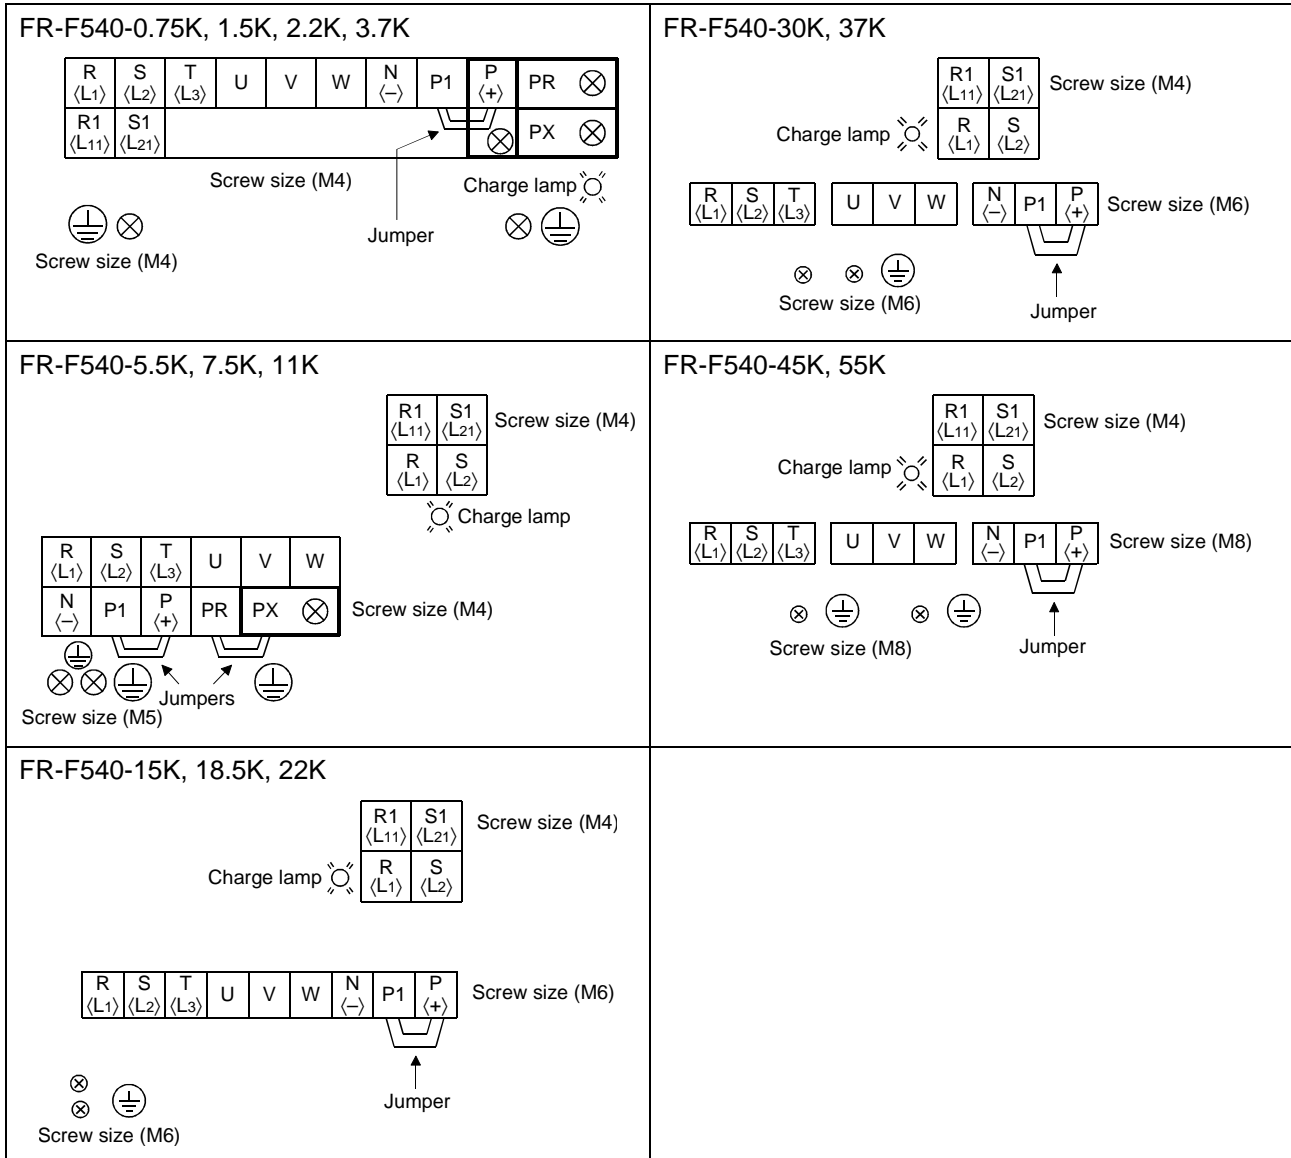 FR-F540-0.75K, 1.5K, 2.2K, 3.7K
R S T U V W N P1 P PR
⟨L1⟩ ⟨L2⟩ ⟨L3⟩ ⟨–⟩ ⟨+⟩
R1 S1 PX
⟨L11⟩ ⟨L21⟩
Screw size (M4)
Charge lamp
Jumper
Screw size (M4)
FR-F540-30K, 37K
R1 S1
⟨L11⟩ ⟨L21⟩
Screw size (M4)
Charge lamp
R S
⟨L1⟩ ⟨L2⟩
R S T U V W N P1 P
⟨L1⟩ ⟨L2⟩ ⟨L3⟩ ⟨–⟩ ⟨+⟩
Screw size (M6)
Screw size (M6)
Jumper
FR-F540-5.5K, 7.5K, 11K
R1 S1
⟨L11⟩ ⟨L21⟩
Screw size (M4)
R S
⟨L1⟩ ⟨L2⟩
Charge lamp
R S T U V W
⟨L1⟩ ⟨L2⟩ ⟨L3⟩
N P1 P PR PX
⟨–⟩ ⟨+⟩
Screw size (M4)
Jumpers
Screw size (M5)
FR-F540-45K, 55K
R1 S1
⟨L11⟩ ⟨L21⟩
Screw size (M4)
Charge lamp
R S
⟨L1⟩ ⟨L2⟩
R S T U V W N P1 P
⟨L1⟩ ⟨L2⟩ ⟨L3⟩ ⟨–⟩ ⟨+⟩
Screw size (M8)
Screw size (M8)
Jumper
FR-F540-15K, 18.5K, 22K
R1 S1
⟨L11⟩ ⟨L21⟩
Screw size (M4)
Charge lamp
R S
⟨L1⟩ ⟨L2⟩
R S T U V W N P1 P
⟨L1⟩ ⟨L2⟩ ⟨L3⟩ ⟨–⟩ ⟨+⟩
Screw size (M6)
Jumper
Screw size (M6)